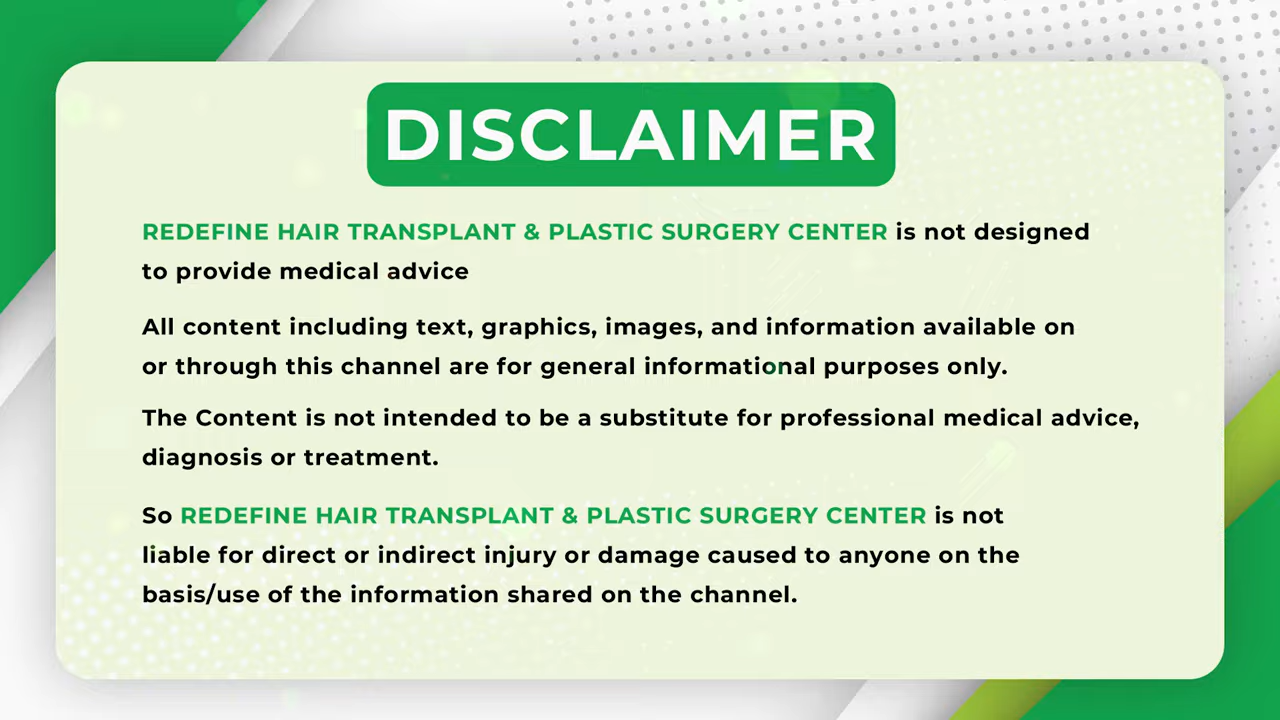 DISCLAIMER
REDEFINE HAIR TRANSPLANT & PLASTIC SURGERY CENTER is not designed
to provide medical advice
All content including text, graphics, images, and information available on
or through this channel are for general informational purposes only.
The Content is not intended to be a substitute for professional medical advice,
diagnosis or treatment.
So REDEFINE HAIR TRANSPLANT & PLASTIC SURGERY CENTER is not
liable for direct or indirect injury or damage caused to anyone on the
basis/use of the information shared on the channel.